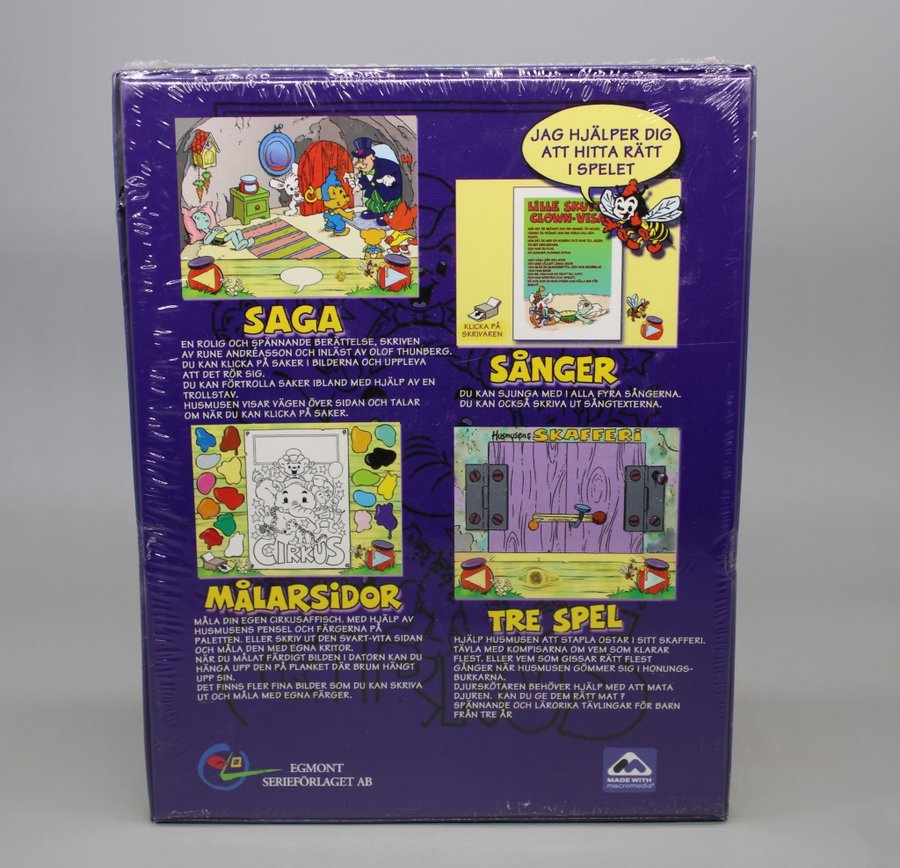 JAG HJÄLPER DIG
ATT HITTA RÄTT
I SPELET
LILLE SKUTT
CLOWN-VISA
KLICKA PÅ
SKRIVAREN
SAGA
EN ROLIG OCH SPÄNNANDE BERÄTTELSE, SKRIVEN
AV RUNE ANDRÉASSON OCH INLÄST AV OLOF THUNBERG.
DU KAN KLICKA PÅ SAKER I BILDERNA OCH UPPLEVA
ATT DET RÖR SIG.
DU KAN FÖRTROLLA SAKER IBLAND MED HJÄLP AV EN
TROLLSTAV.
HUSMUSEN VISAR VÄGEN ÖVER SIDAN OCH TALAR
OM NÄR DU KAN KLICKA PÅ SAKER.
SÅNGER
DU KAN SJUNGA MED I ALLA FYRA SÅNGERNA.
DU KAN OCKSÅ SKRIVA UT SÅNGTEXTERNA.
CIRKUS
MÅLARSIDOR
MÅLA DIN EGEN CIRKUSAFFISCH. MED HJÄLP AV
HUSMUSENS PENSEL OCH FÄRGERNA PÅ
PALETTEN. ELLER SKRIV UT DEN SVART-VITA SIDAN
OCH MÅLA DEN MED EGNA KRITOR.
NÄR DU MÅLAT FÄRDIGT BILDEN I DATORN KAN DU
HÄNGA UPP DEN PÅ PLANKET DÄR BRUM HÄNGT
UPP SIN.
DET FINNS FLER FINA BILDER SOM DU KAN SKRIVA
UT OCH MÅLA MED EGNA FÄRGER.
Husmusens SKAFFERI
TRE SPEL
HJÄLP HUSMUSEN ATT STAPLA OSTAR I SITT SKAFFERI.
TÄVLA MED KOMPISARNA OM VEM SOM KLARAR
FLEST. ELLER VEM SOM GISSAR RÄTT FLEST
GÅNGER NÄR HUSMUSEN GÖMMER SIG I HONUNGS-
BURKARNA.
DJURSKÖTAREN BEHÖVER HJÄLP MED ATT MATA
DJUREN. KAN DU GE DEM RÄTT MAT ?
SPÄNNANDE OCH LÄRORIKA TÄVLINGAR FÖR BARN
FRÅN TRE ÅR
EGMONT
SERIEFÖRLAGET AB
MADE WITH
macromedia®